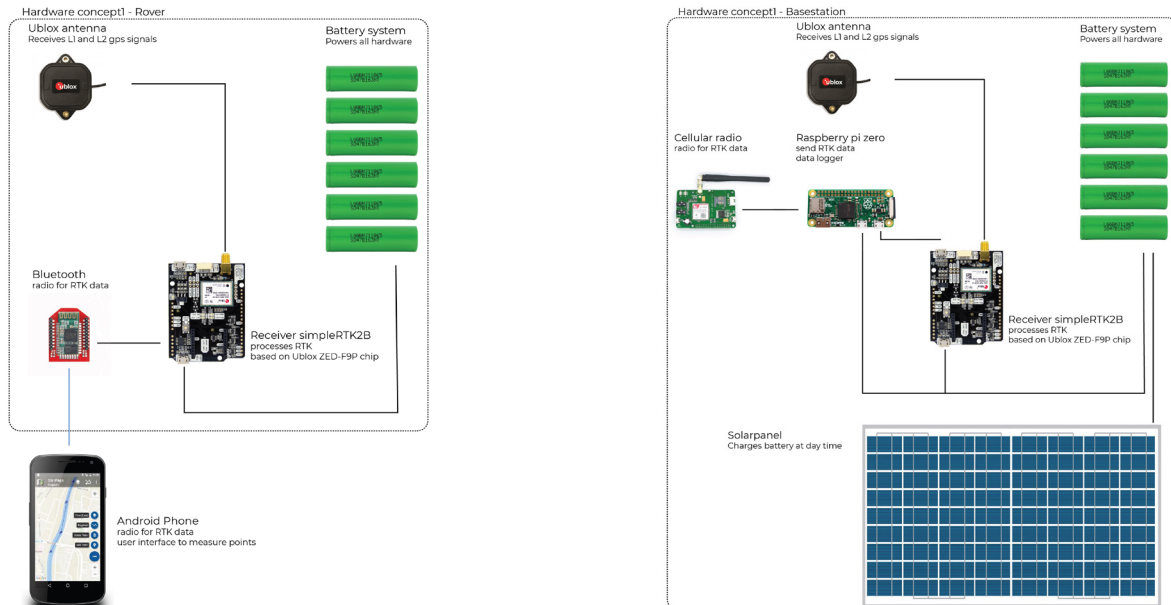 Hardware concept1 - Rover
Ublox antenna
Receives L1 and L2 gps signals
Battery system
Powers all hardware
ublox
Bluetooth
radio for RTK data
Receiver simpleRTK2B
processes RTK
based on Ublox ZED-F9P chip
Android Phone
radio for RTK data
user interface to measure points
Hardware concept1 - Basestation
Ublox antenna
Receives L1 and L2 gps signals
Battery system
Powers all hardware
ublox
Cellular radio
radio for RTK data
Raspberry pi zero
send RTK data
data logger
Receiver simpleRTK2B
processes RTK
based on Ublox ZED-F9P chip
Solarpanel
Charges battery at day time